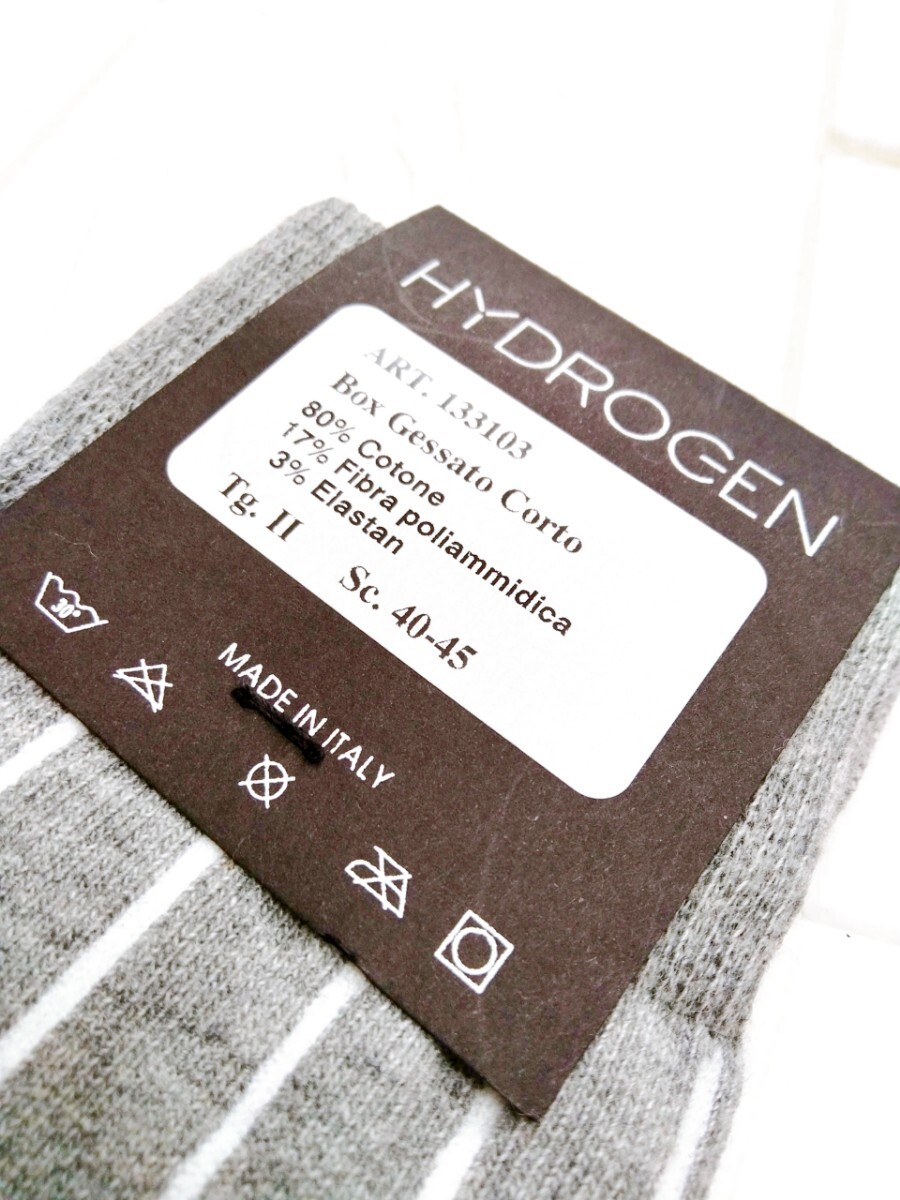 HYDROGEN
ART. 133103
Box Gessato Corto
80% Cotone
17% Fibra poliammidica
3% Elastan
Tg. II Sc. 40-45
MADE IN ITALY
30°